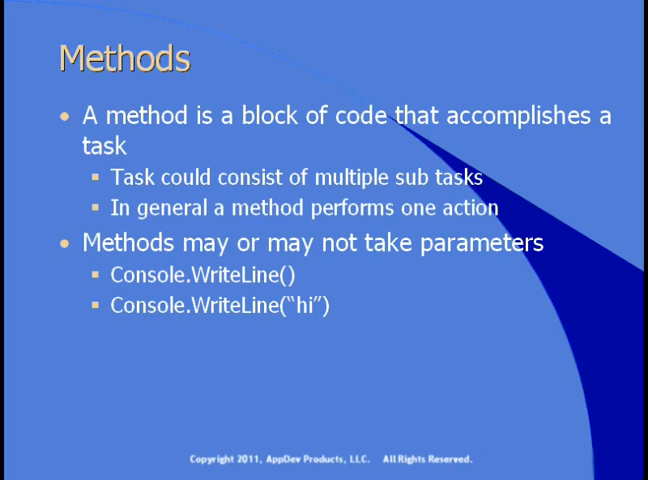 Methods
• A method is a block of code that accomplishes a
task
▪ Task could consist of multiple sub tasks
▪ In general a method performs one action
• Methods may or may not take parameters
▪ Console.WriteLine()
▪ Console.WriteLine(“hi”)
Copyright 2011, AppDev Products, LLC. All Rights Reserved.